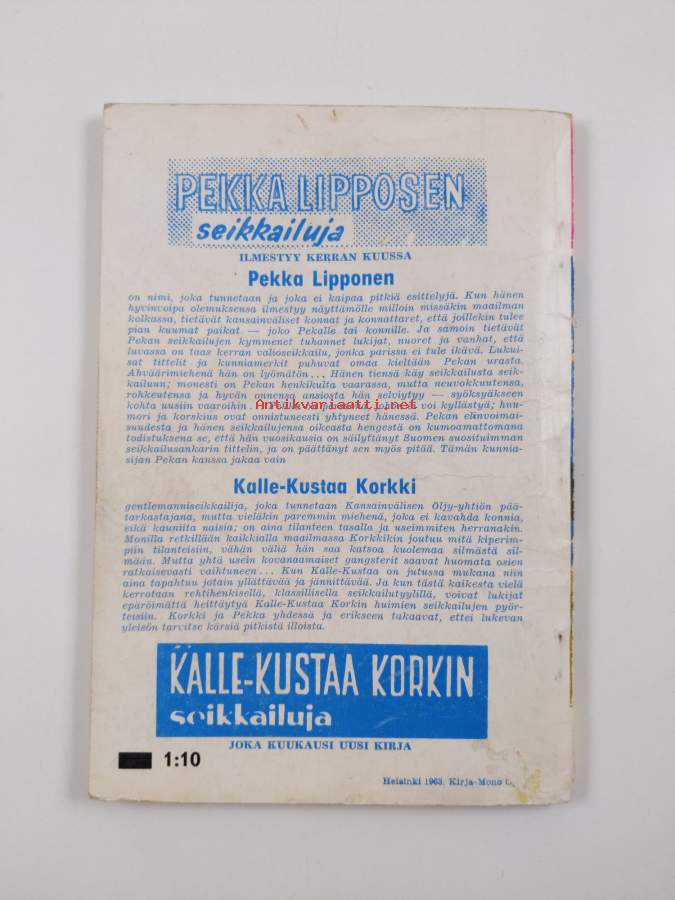 PEKKA LIPPOSEN
seikkailuja
ILMESTYY KERRAN KUUSSA
Pekka Lipponen
on nimi, joka tunnetaan ja joka ei kaipaa pitkiä esittelyjä. Kun hänen
hyvinvoipa olemuksensa ilmestyy näyttämölle milloin missäkin maailman
kolkassa, tietävät kansainväliset konnat ja konnattaret, että joillekin tulee
pian kuumat paikat — joko Pekalle tai konnille. Ja samoin tietävät
Pekan seikkailujen kymmenet tuhannet lukijat, nuoret ja vanhat, että
luvassa on taas kerran valioseikkailu, jonka parissa ei tule ikävä. Lukui-
sat tittelit ja kunniamerkit puhuvat omaa kieltään Pekan urasta.
Ahväärimiehenä hän on lyömätön... Hänen tiensä käy seikkailusta seik-
kailuun; monesti on Pekan henkikulta vaarassa, mutta neuvokkuutensa,
rohkeutensa ja hyvän onnensa ansiosta hän selviytyy — syöksyäkseen
kohta uusiin vaaroihin...
Antikvariaatti.net
voi kyllästyä; huu-
mori ja korskius ovat onnistuneesti yhtyneet hänessä. Pekan elinvoimai-
suudesta ja hänen seikkailujensa oikeasta hengestä on kumoamattomana
todistuksena se, että hän vuosikausia on säilyttänyt Suomen suosituimman
seikkailusankarin tittelin, ja on päättänyt sen myös pitää. Tämän kunnia-
sijan Pekan kanssa jakaa vain
Kalle-Kustaa Korkki
gentlemanniseikkailija, joka tunnetaan Kansainvälisen Öljy-yhtiön pää-
tarkastajana, mutta vieläkin paremmin miehenä, joka ei kavahda konnia,
eikä kauniita naisia; on aina tilanteen tasalla ja useimmiten herranakin.
Monilla retkillään kaikkialla maailmassa Korkkikin joutuu mitä kiperim-
piin tilanteisiin, vähän väliä hän saa katsoa kuolemaa silmästä sil-
mään. Mutta yhtä usein kovanaamaiset gangsterit saavat huomata osien
ratkaisevasti vaihtuneen... Kun Kalle-Kustaa on jutussa mukana niin
aina tapahtuu jotain yllättävää ja jännittävää. Ja kun tästä kaikesta vielä
kerrotaan rehtihenkisellä, klassillisella seikkailutyylillä, voivat lukijat
epäröimättä heittäytyä Kalle-Kustaa Korkin huimien seikkailujen pyör-
teisiin. Korkki ja Pekka yhdessä ja erikseen takaavat, ettei lukevan
yleisön tarvitse kärsiä pitkistä illoista.
KALLE-KUSTAA KORKIN
seikkailuja
JOKA KUUKAUSI UUSI KIRJA
1:10
Helsinki 1963. Kirja-Mono